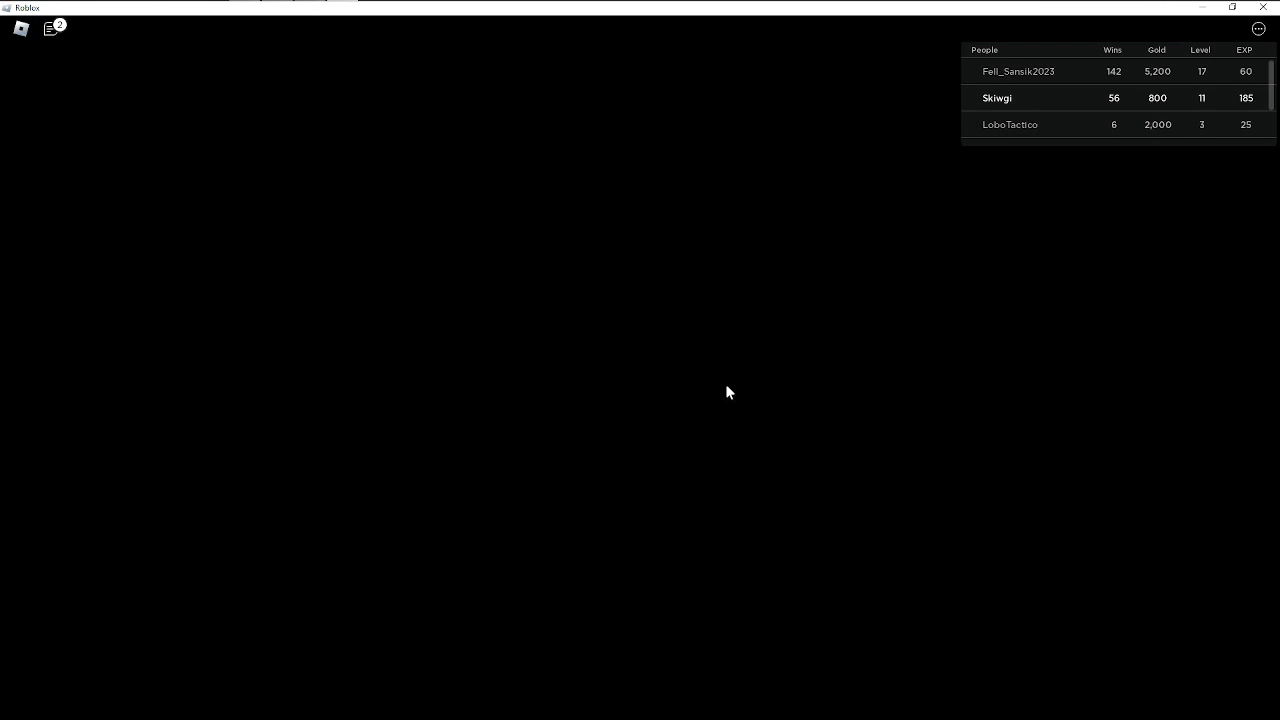 Roblox
2
People Wins Gold Level EXP
Fell_Sansik2023 142 5,200 17 60
Skiwgi 56 800 11 185
LoboTactico 6 2,000 3 25